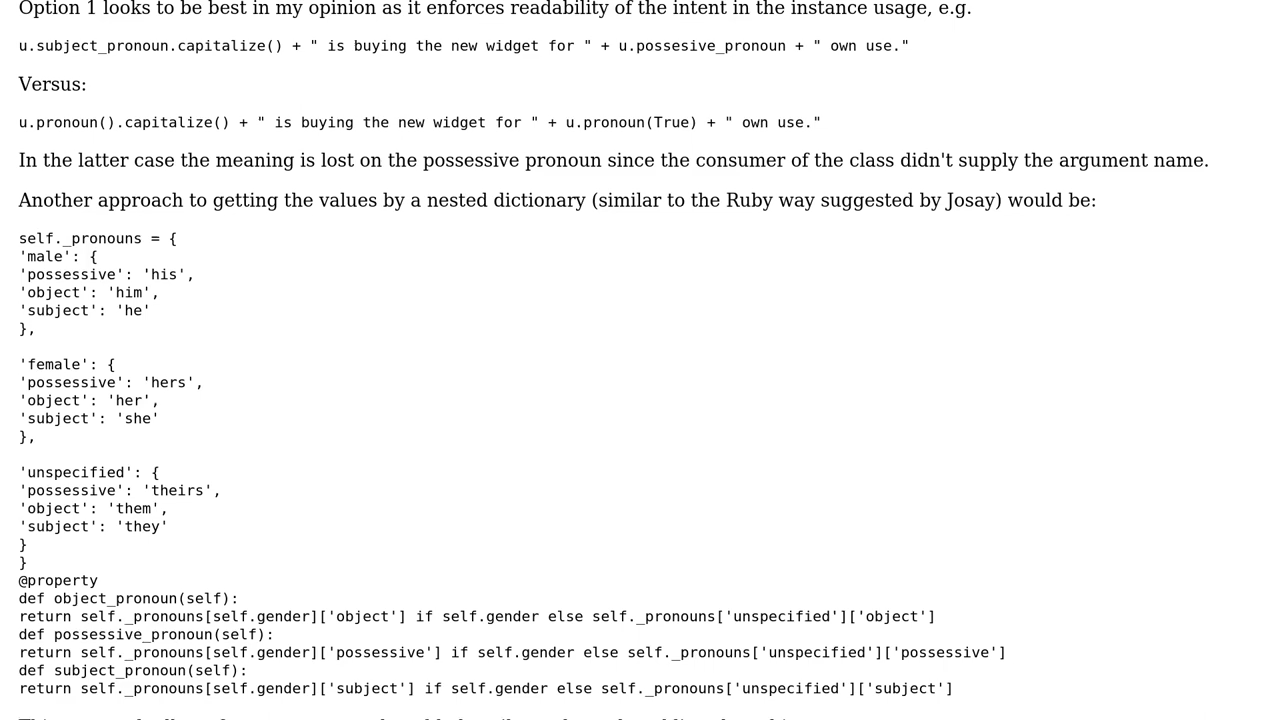 Option 1 looks to be best in my opinion as it enforces readability of the intent in the instance usage, e.g.
u.subject_pronoun.capitalize() + " is buying the new widget for " + u.possesive_pronoun + " own use."
Versus:
u.pronoun().capitalize() + " is buying the new widget for " + u.pronoun(True) + " own use."
In the latter case the meaning is lost on the possessive pronoun since the consumer of the class didn't supply the argument name.
Another approach to getting the values by a nested dictionary (similar to the Ruby way suggested by Josay) would be:
self._pronouns = {
'male': {
'possessive': 'his',
'object': 'him',
'subject': 'he'
},
'female': {
'possessive': 'hers',
'object': 'her',
'subject': 'she'
},
'unspecified': {
'possessive': 'theirs',
'object': 'them',
'subject': 'they'
}
}
@property
def object_pronoun(self):
return self._pronouns[self.gender]['object'] if self.gender else self._pronouns['unspecified']['object']
def possessive_pronoun(self):
return self._pronouns[self.gender]['possessive'] if self.gender else self._pronouns['unspecified']['possessive']
def subject_pronoun(self):
return self._pronouns[self.gender]['subject'] if self.gender else self._pronouns['unspecified']['subject']